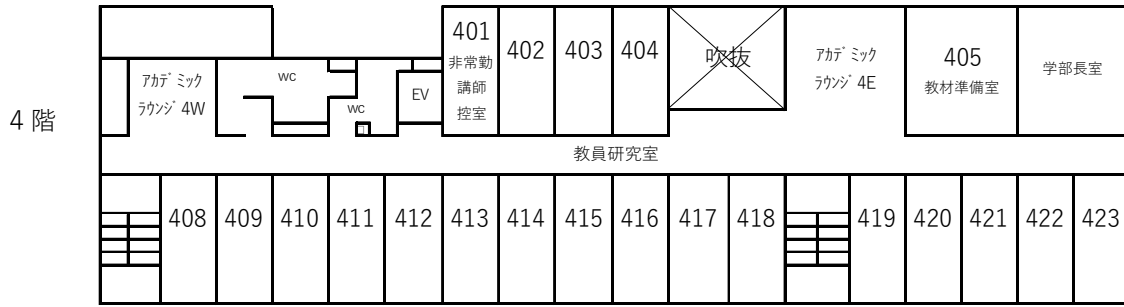 4 階
アカデミック
ラウンジ 4W
wc
wc
EV
401
非常勤
講師
控室
402
403
404
吹抜
アカデミック
ラウンジ 4E
405
教材準備室
学部長室
教員研究室
408
409
410
411
412
413
414
415
416
417
418
419
420
421
422
423